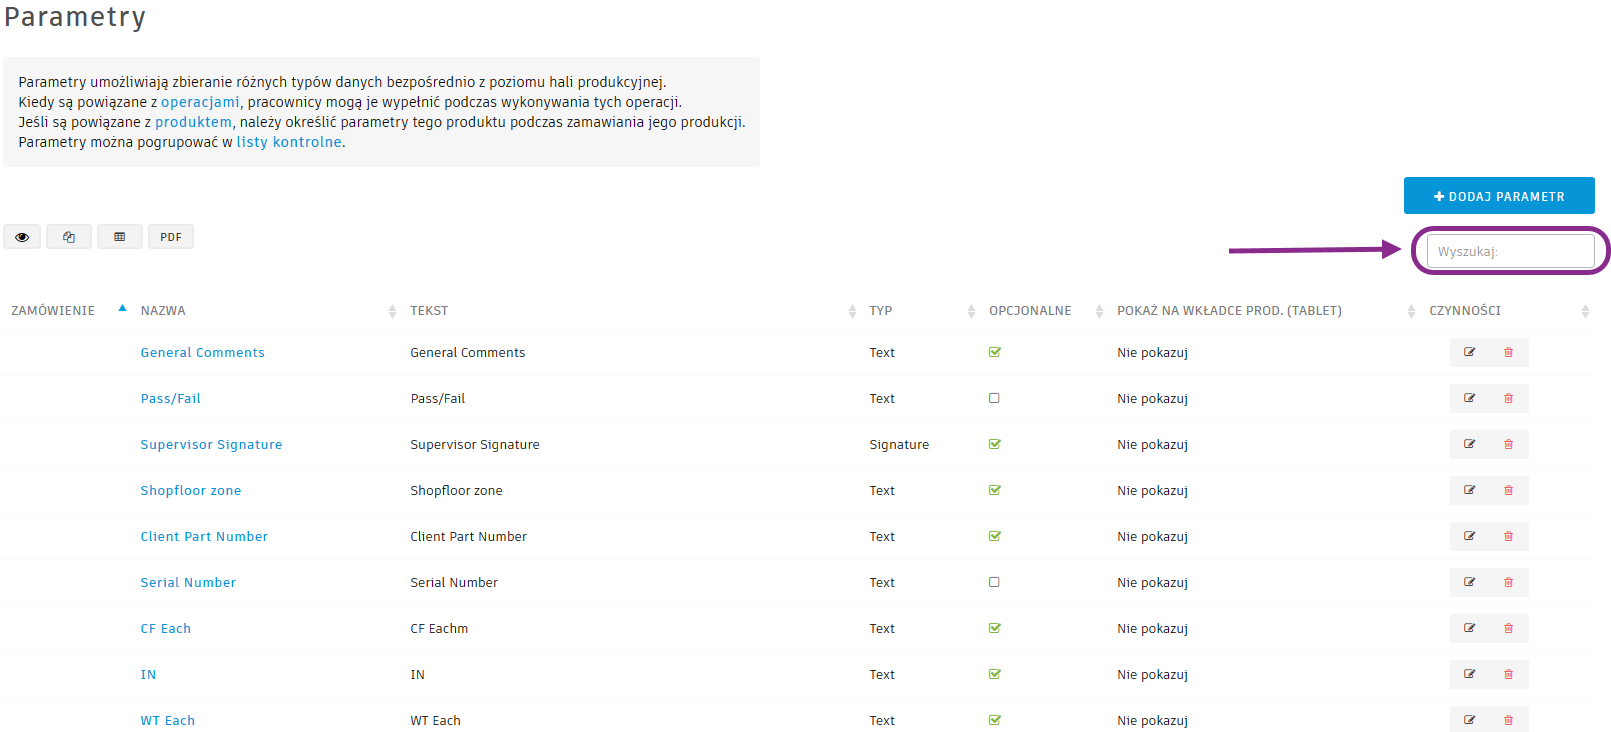 Parametry
Parametry umożliwiają zbieranie różnych typów danych bezpośrednio z poziomu hali produkcyjnej.
Kiedy są powiązane z operacjami, pracownicy mogą je wypełnić podczas wykonywania tych operacji.
Jeśli są powiązane z produktem, należy określić parametry tego produktu podczas zamawiania jego produkcji.
Parametry można pogrupować w listy kontrolne.
DODAJ PARAMETR
PDF
Wyszukaj:
ZAMÓWIENIE NAZWA TEKST TYP OPCJONALNE POKAŻ NA WKŁADCE PROD. (TABLET) CZYNNOŚCI
General Comments General Comments Text Nie pokazuj
Pass/Fail Pass/Fail Text Nie pokazuj
Supervisor Signature Supervisor Signature Signature Nie pokazuj
Shopfloor zone Shopfloor zone Text Nie pokazuj
Client Part Number Client Part Number Text Nie pokazuj
Serial Number Serial Number Text Nie pokazuj
CF Each CF Eachm Text Nie pokazuj
IN IN Text Nie pokazuj
WT Each WT Each Text Nie pokazuj